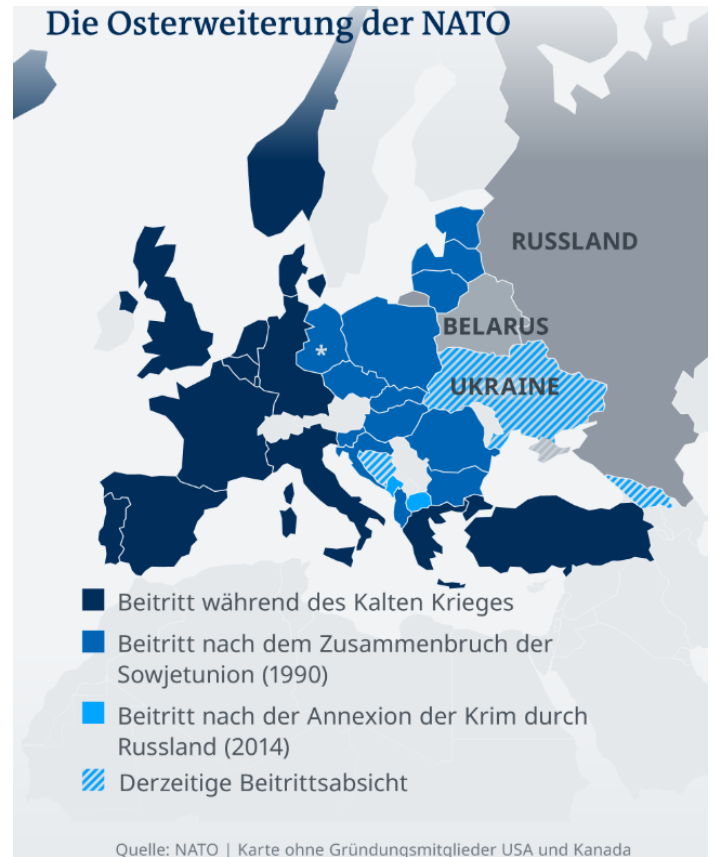 Die Osterweiterung der NATO
RUSSLAND
BELARUS
*
UKRAINE
Beitritt während des Kalten Krieges
Beitritt nach dem Zusammenbruch der
Sowjetunion (1990)
Beitritt nach der Annexion der Krim durch
Russland (2014)
Derzeitige Beitrittsabsicht
Quelle: NATO | Karte ohne Gründungsmitglieder USA und Kanada